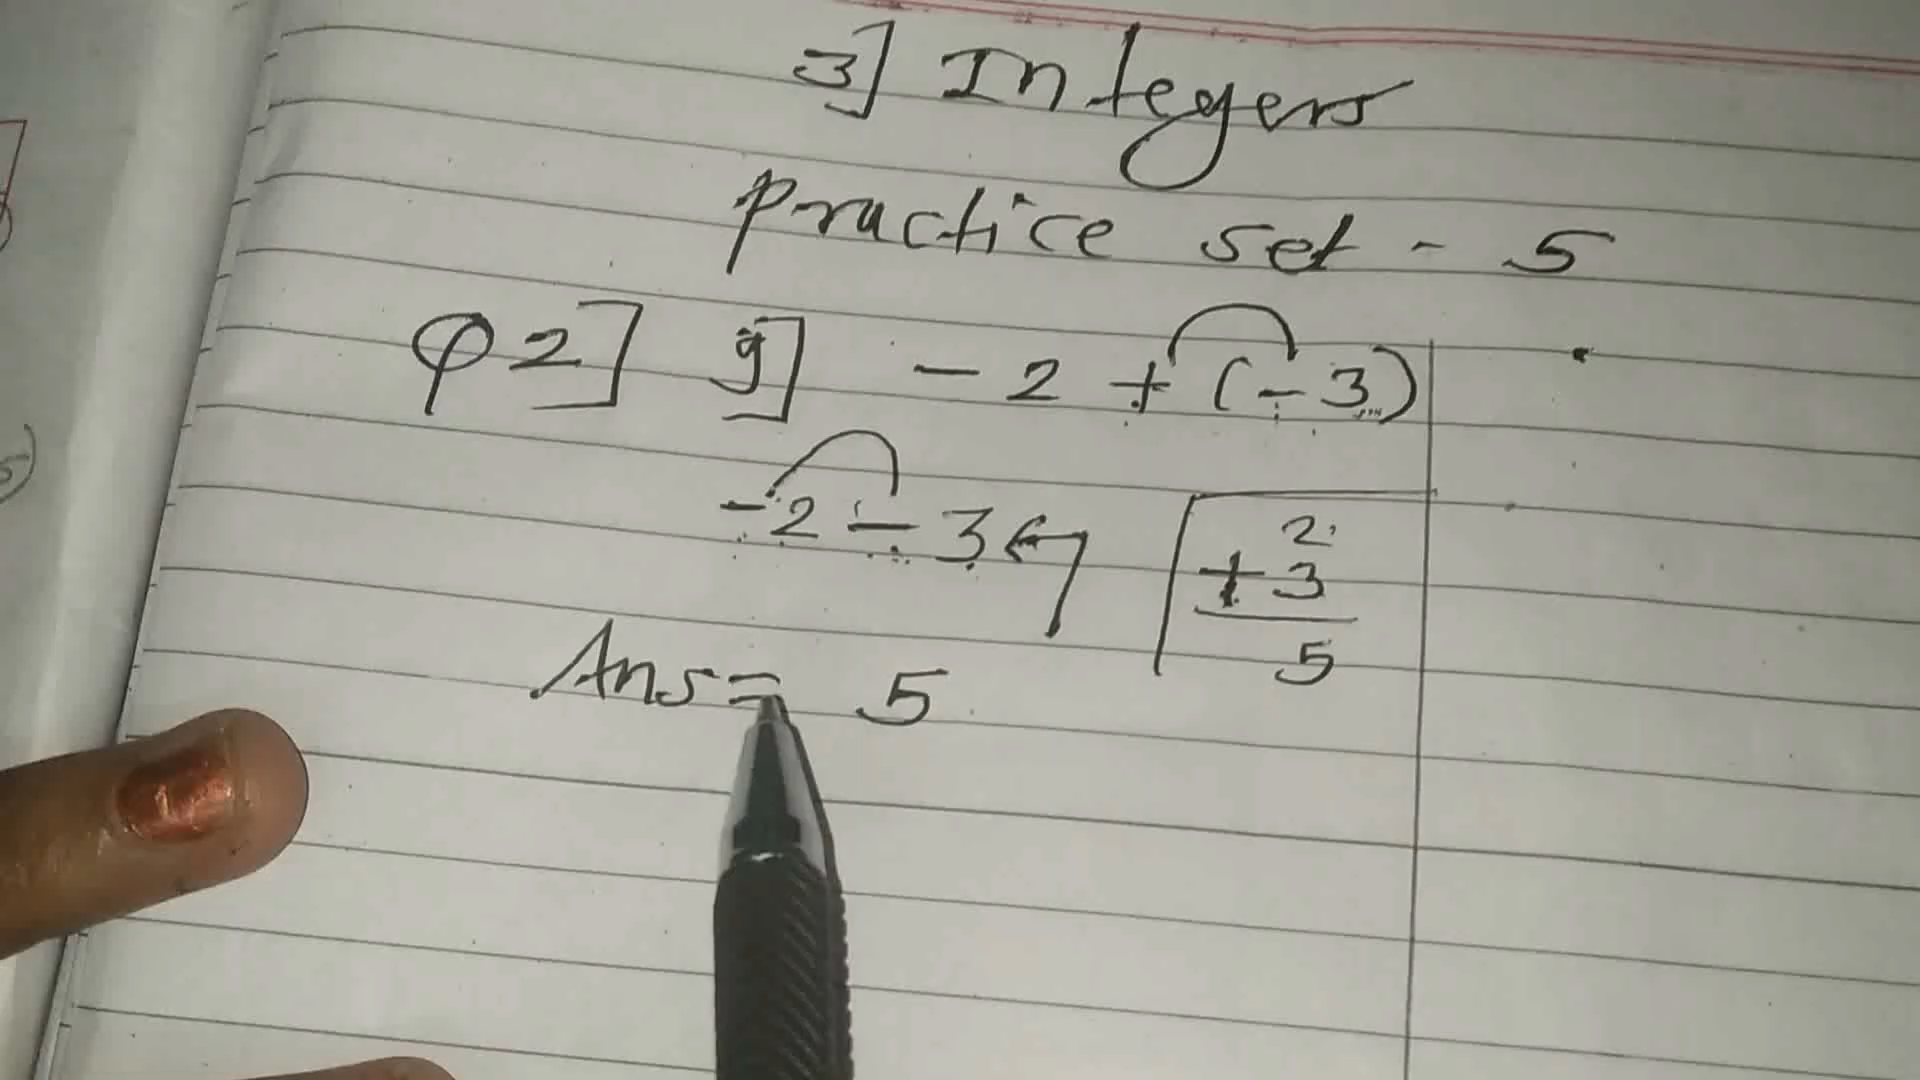 3] Integers
practice set - 5
Q2] g] - 2 + (-3)
- 2 - 3
2
+ 3
5
Ans = 5